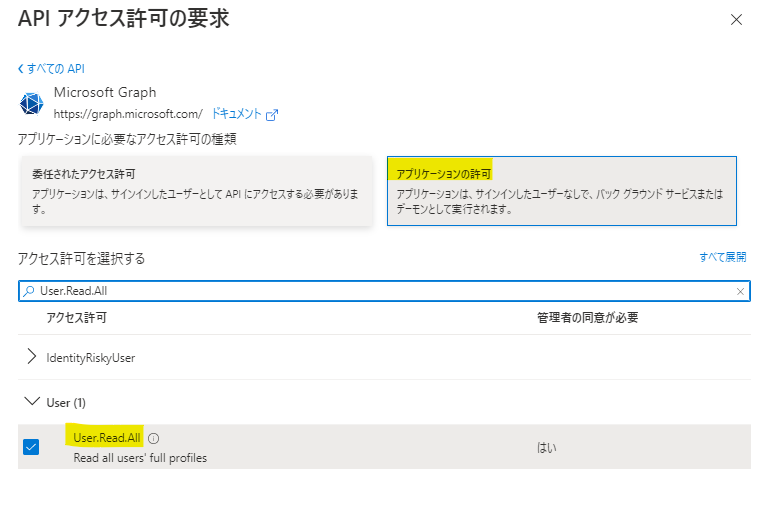 API アクセス許可の要求
すべての API
Microsoft Graph
https://graph.microsoft.com/ ドキュメント
アプリケーションに必要なアクセス許可の種類
委任されたアクセス許可
アプリケーションは、サインインしたユーザーとして API にアクセスする必要があります。
アプリケーションの許可
アプリケーションは、サインインしたユーザーなしで、バック グラウンド サービスまたはデーモンとして実行されます。
アクセス許可を選択する
すべて展開
User.Read.All
アクセス許可
管理者の同意が必要
IdentityRiskyUser
User (1)
User.Read.All
Read all users' full profiles
はい